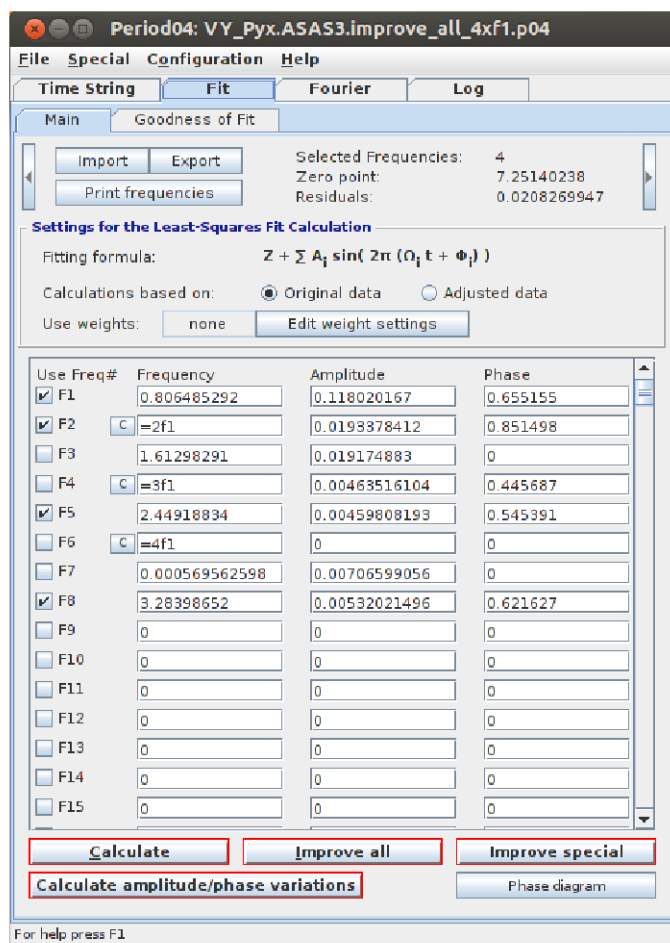 Period04: VY_Pyx.ASAS3.improve_all_4xf1.p04
File Special Configuration Help
Time String Fit Fourier Log
Main Goodness of Fit
Import Export Selected Frequencies: 4
Zero point: 7.25140238
Print frequencies Residuals: 0.0208269947
Settings for the Least-Squares Fit Calculation
Fitting formula: Z + ∑ Ai sin( 2π (Ωi t + Φi) )
Calculations based on: Original data Adjusted data
Use weights: none Edit weight settings
Use Freq# Frequency Amplitude Phase
F1 0.806485292 0.118020167 0.655155
F2 C =2f1 0.0193378412 0.851498
F3 1.61298291 0.019174883 0
F4 C =3f1 0.00463516104 0.445687
F5 2.44918834 0.00459808193 0.545391
F6 C =4f1 0 0
F7 0.000569562598 0.00706599056 0
F8 3.28398652 0.00532021496 0.621627
F9 0 0 0
F10 0 0 0
F11 0 0 0
F12 0 0 0
F13 0 0 0
F14 0 0 0
F15 0 0 0
Calculate Improve all Improve special
Calculate amplitude/phase variations Phase diagram
For help press F1